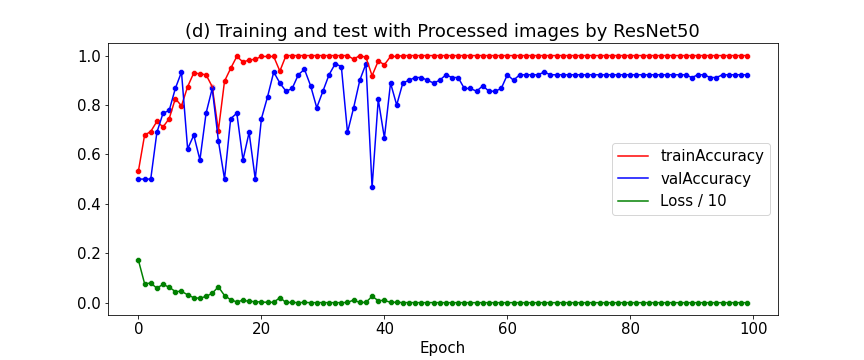 (d) Training and test with Processed images by ResNet50
1.0
0.8
0.6
0.4
0.2
0.0
trainAccuracy
valAccuracy
Loss / 10
0 20 40 60 80 100
Epoch